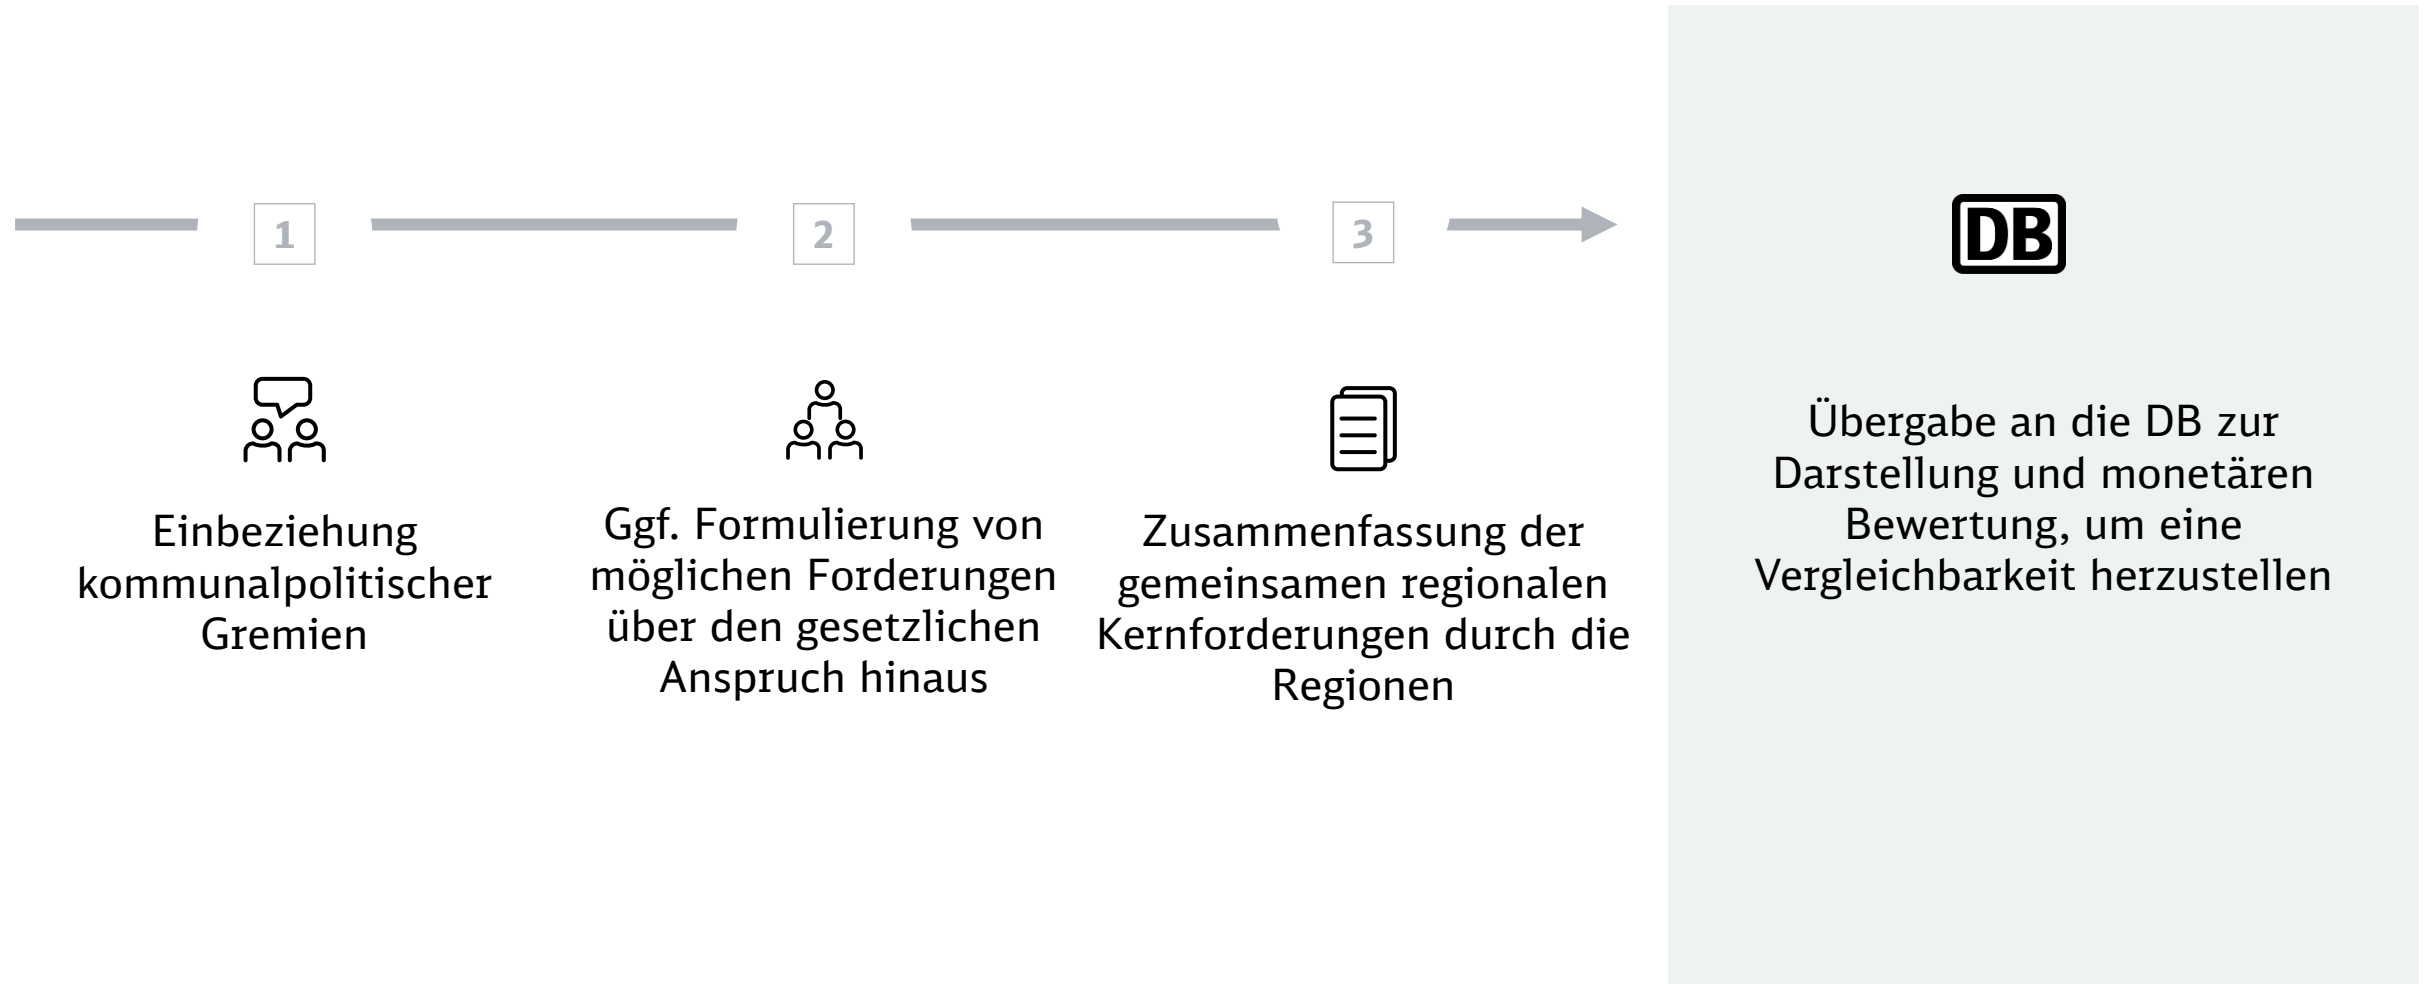 1
Einbeziehung
kommunalpolitischer
Gremien
2
Ggf. Formulierung von
möglichen Forderungen
über den gesetzlichen
Anspruch hinaus
3
Zusammenfassung der
gemeinsamen regionalen
Kernforderungen durch die
Regionen
DB
Übergabe an die DB zur
Darstellung und monetären
Bewertung, um eine
Vergleichbarkeit herzustellen